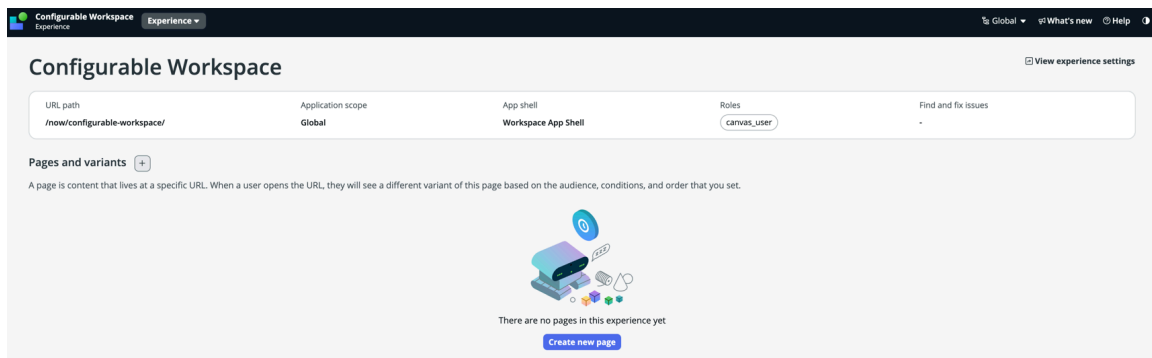 Configurable Workspace
Experience
Experience
Global
What's new
Help
Configurable Workspace
View experience settings
URL path
/now/configurable-workspace/
Application scope
Global
App shell
Workspace App Shell
Roles
canvas_user
Find and fix issues
-
Pages and variants +
A page is content that lives at a specific URL. When a user opens the URL, they will see a different variant of this page based on the audience, conditions, and order that you set.
zzz
There are no pages in this experience yet
Create new page